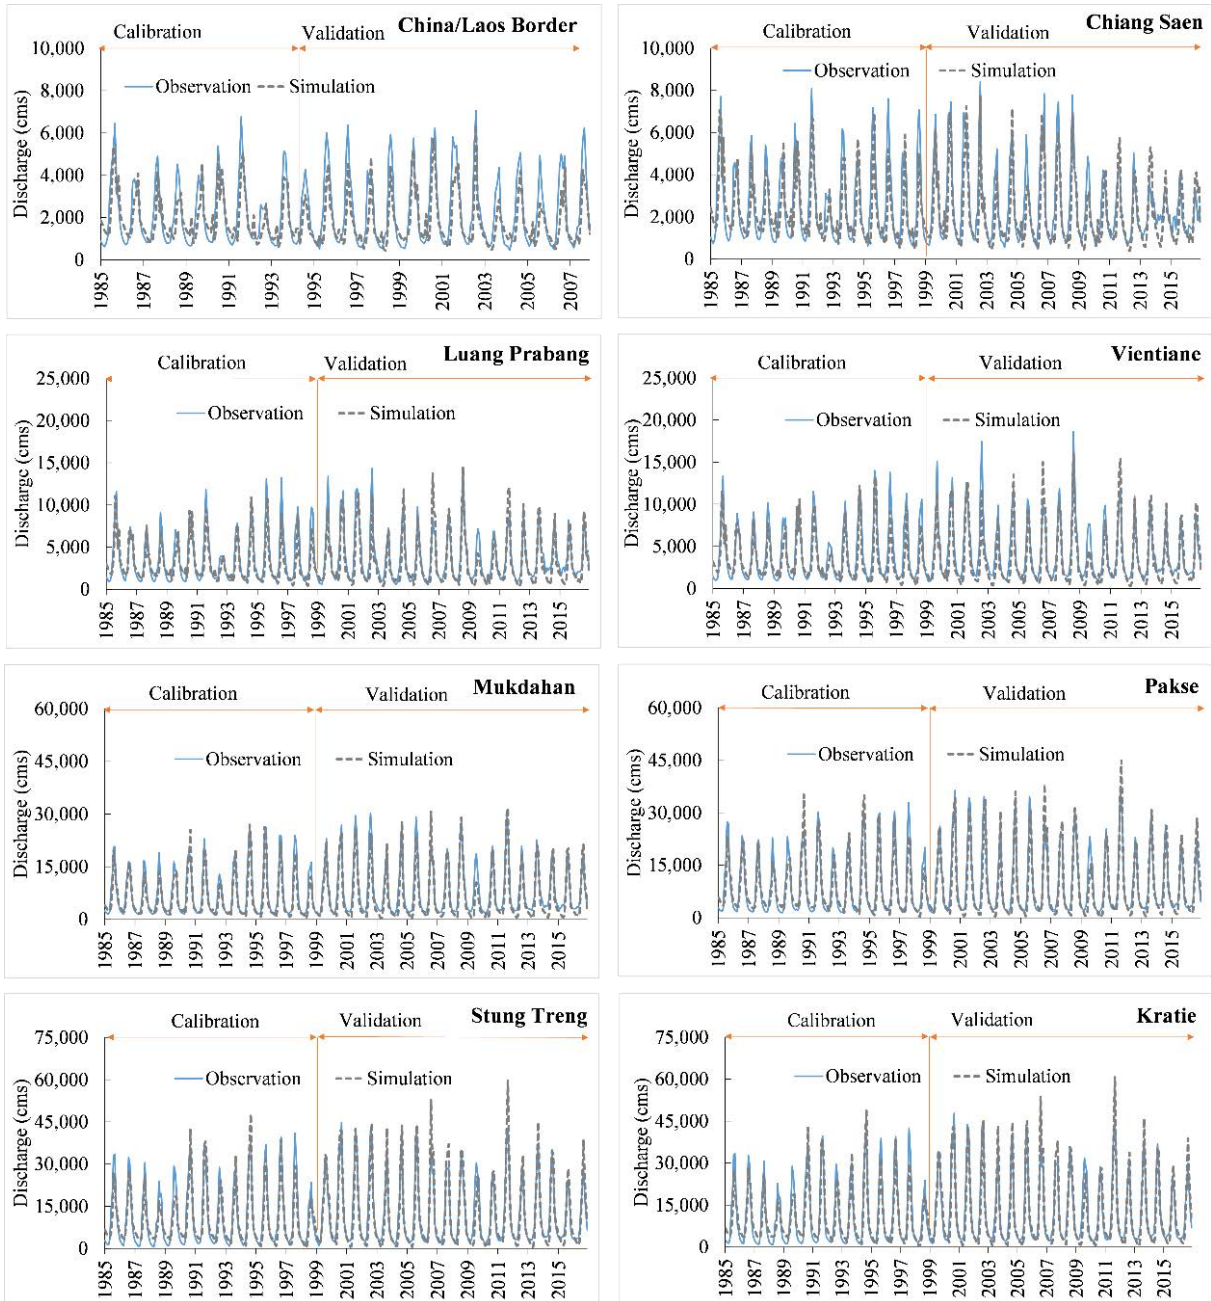 China/Laos Border
Calibration Validation
10,000
8,000
6,000
4,000
2,000
0
Discharge (cms)
Observation Simulation
1985 1987 1989 1991 1993 1995 1997 1999 2001 2003 2005 2007
Chiang Saen
Calibration Validation
10,000
8,000
6,000
4,000
2,000
0
Discharge (cms)
Observation Simulation
1985 1987 1989 1991 1993 1995 1997 1999 2001 2003 2005 2007 2009 2011 2013 2015
Luang Prabang
Calibration Validation
25,000
20,000
15,000
10,000
5,000
0
Discharge (cms)
Observation Simulation
1985 1987 1989 1991 1993 1995 1997 1999 2001 2003 2005 2007 2009 2011 2013 2015
Vientiane
Calibration Validation
25,000
20,000
15,000
10,000
5,000
0
Discharge (cms)
Observation Simulation
1985 1987 1989 1991 1993 1995 1997 1999 2001 2003 2005 2007 2009 2011 2013 2015
Mukdahan
Calibration Validation
60,000
45,000
30,000
15,000
0
Discharge (cms)
Observation Simulation
1985 1987 1989 1991 1993 1995 1997 1999 2001 2003 2005 2007 2009 2011 2013 2015
Pakse
Calibration Validation
60,000
45,000
30,000
15,000
0
Discharge (cms)
Observation Simulation
1985 1987 1989 1991 1993 1995 1997 1999 2001 2003 2005 2007 2009 2011 2013 2015
Stung Treng
Calibration Validation
75,000
60,000
45,000
30,000
15,000
0
Discharge (cms)
Observation Simulation
1985 1987 1989 1991 1993 1995 1997 1999 2001 2003 2005 2007 2009 2011 2013 2015
Kratie
Calibration Validation
75,000
60,000
45,000
30,000
15,000
0
Discharge (cms)
Observation Simulation
1985 1987 1989 1991 1993 1995 1997 1999 2001 2003 2005 2007 2009 2011 2013 2015